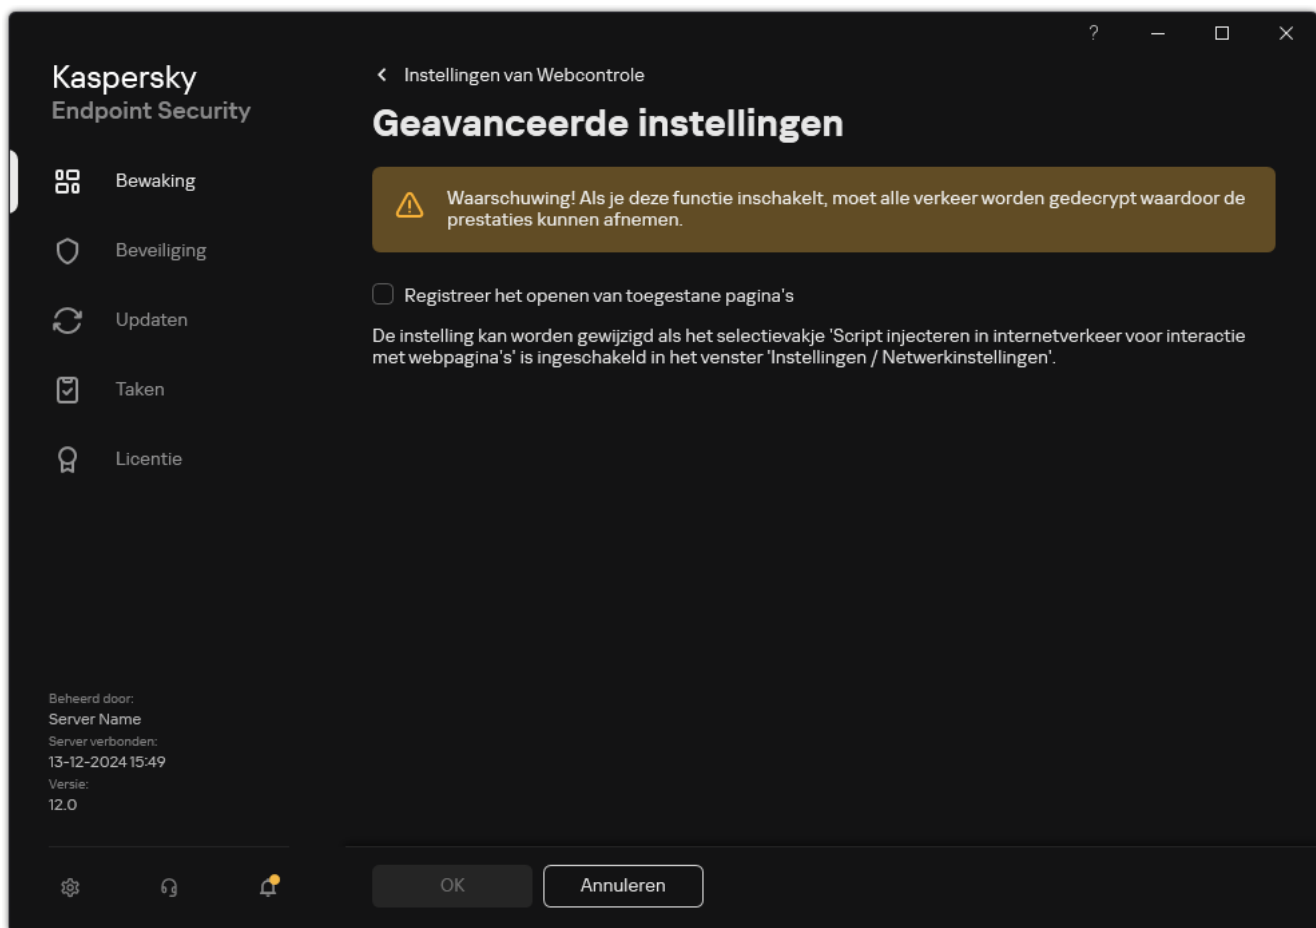 ?
Kaspersky
Endpoint Security
Bewaking
Beveiliging
Updaten
Taken
Licentie
Beheerd door:
Server Name
Server verbonden:
13-12-2024 15:49
Versie:
12.0
Instellingen van Webcontrole
Geavanceerde instellingen
Waarschuwing! Als je deze functie inschakelt, moet alle verkeer worden gedecrypt waardoor de
prestaties kunnen afnemen.
Registreer het openen van toegestane pagina's
De instelling kan worden gewijzigd als het selectievakje 'Script injecteren in internetverkeer voor interactie
met webpagina's' is ingeschakeld in het venster 'Instellingen / Netwerkinstellingen'.
OK
Annuleren